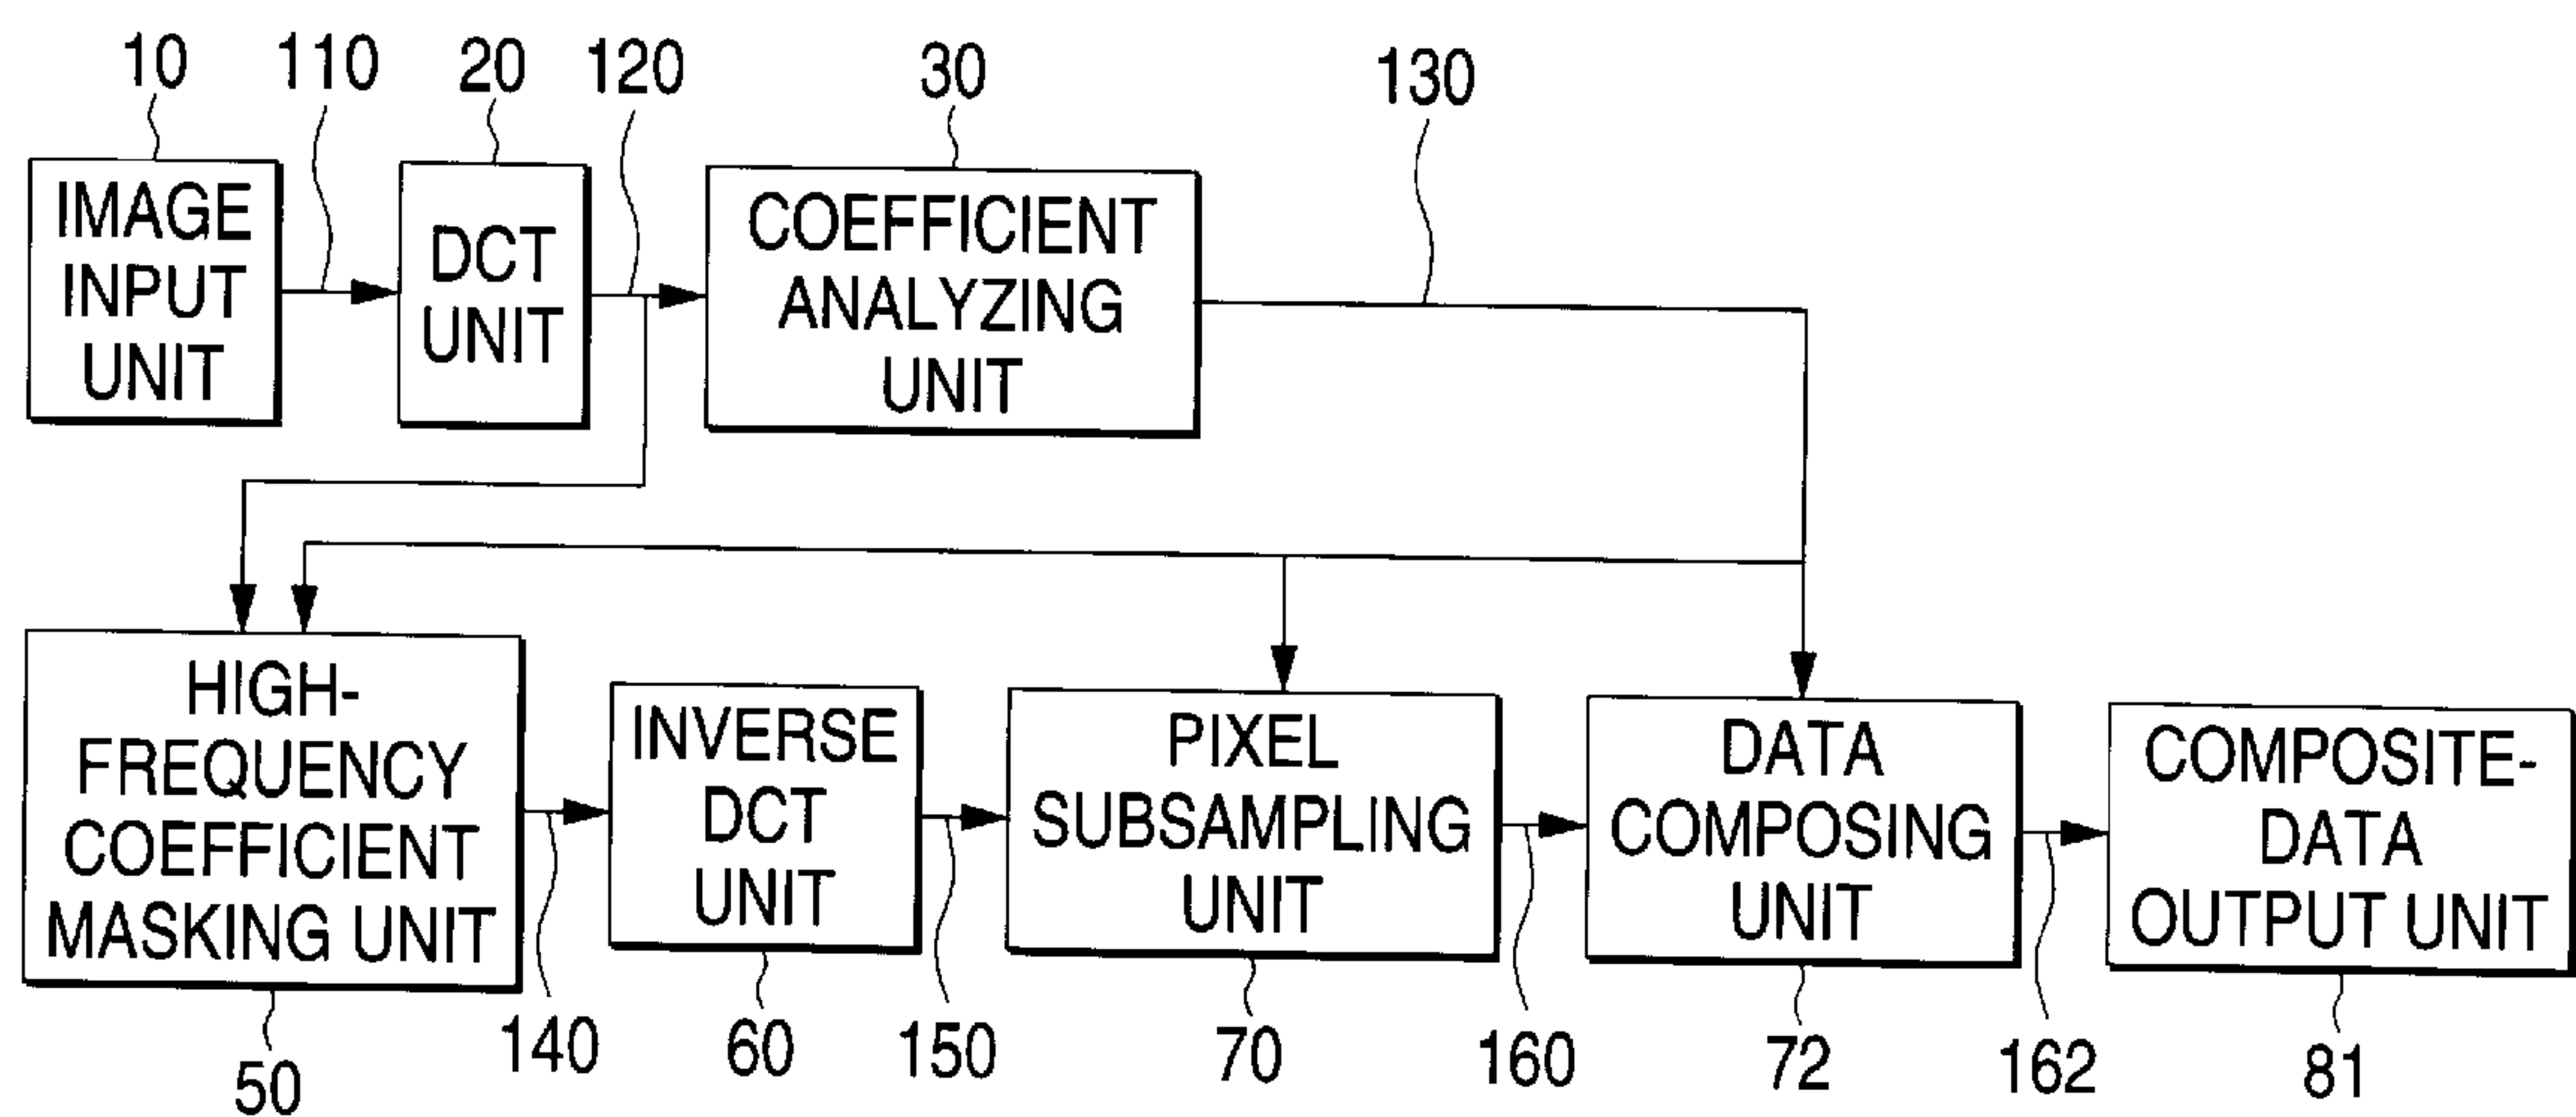 10 110 20 120 30 130
IMAGE
INPUT
UNIT
DCT
UNIT
COEFFICIENT
ANALYZING
UNIT
HIGH-
FREQUENCY
COEFFICIENT
MASKING UNIT
INVERSE
DCT
UNIT
PIXEL
SUBSAMPLING
UNIT
DATA
COMPOSING
UNIT
COMPOSITE-
DATA
OUTPUT UNIT
50 140 60 150 70 160 72 162 81